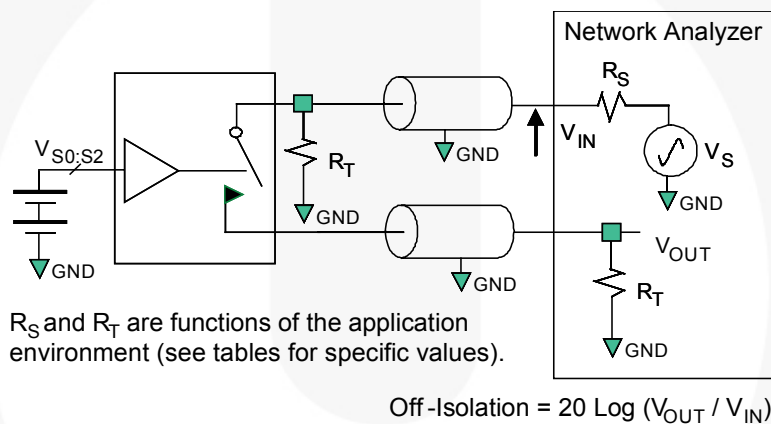 Network Analyzer
R_S
V_S0:S2
R_T
GND
V_IN
V_S
GND
GND
GND
V_OUT
GND
GND
R_T
GND
R_S and R_T are functions of the application
environment (see tables for specific values).
Off-Isolation = 20 Log (V_OUT / V_IN)